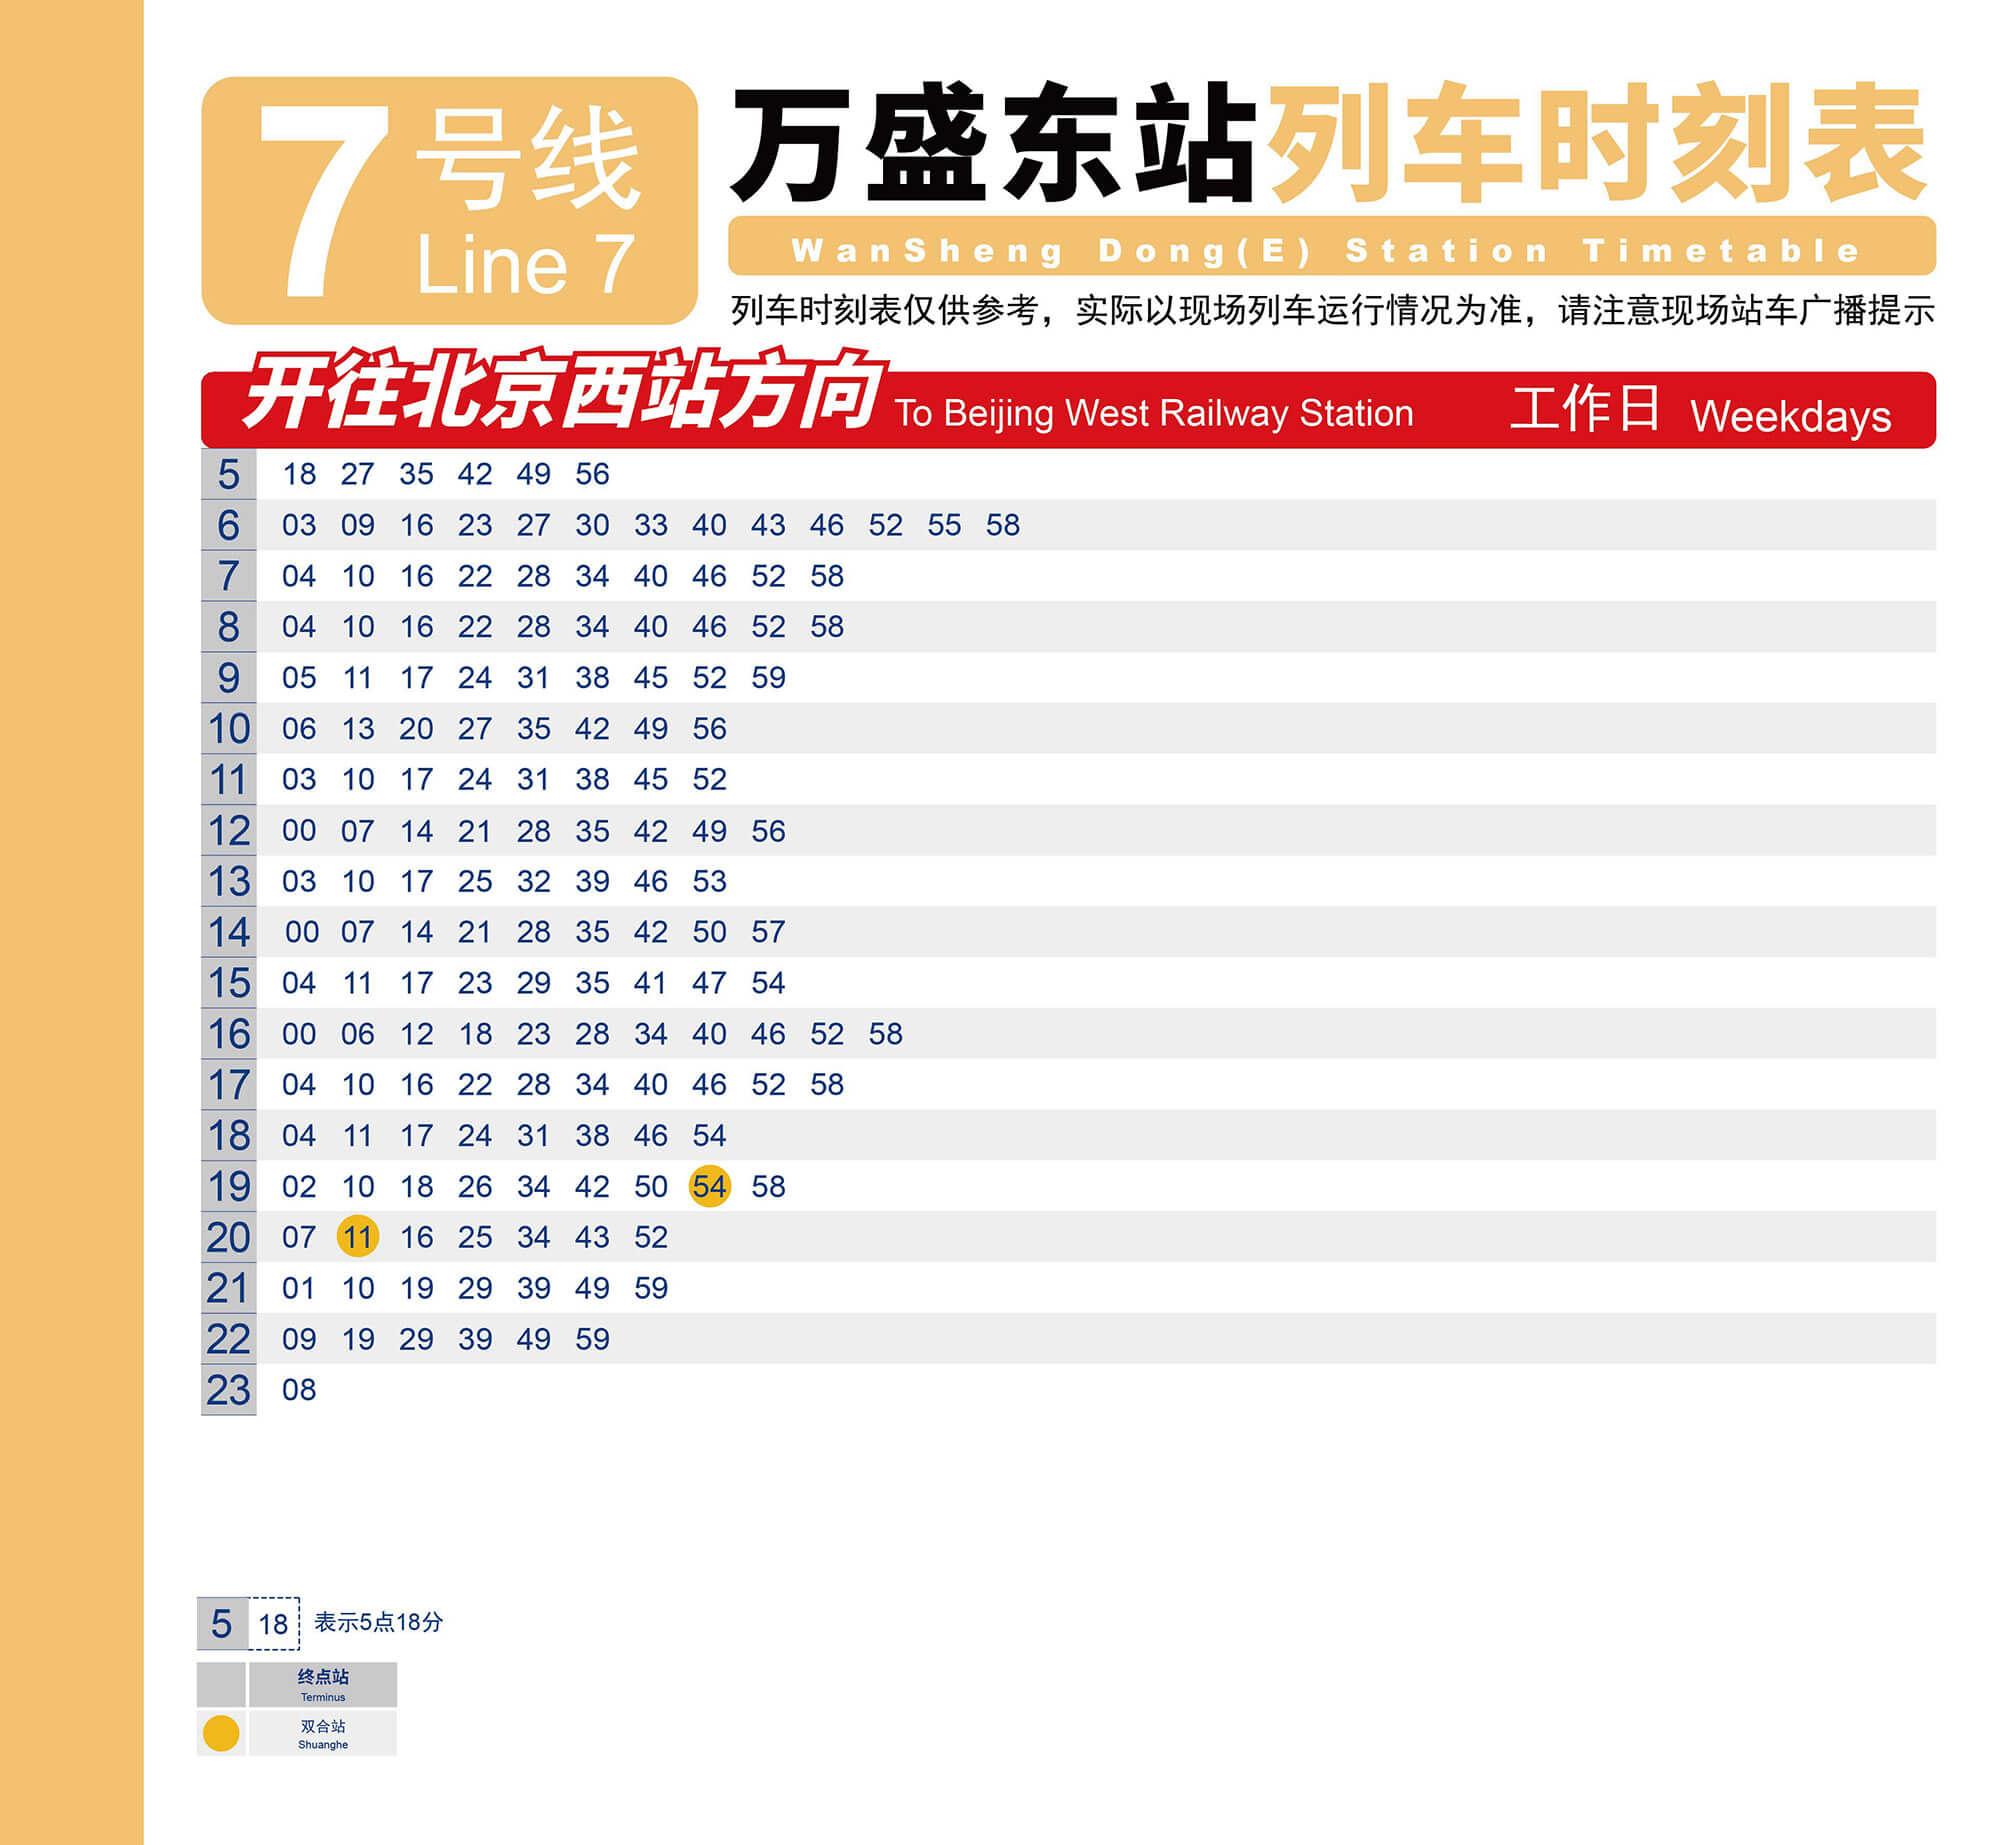 7号线
Line 7
万盛东站列车时刻表
WanSheng Dong(E) Station Timetable
列车时刻表仅供参考，实际以现场列车运行情况为准，请注意现场站车广播提示
开往北京西站方向 To Beijing West Railway Station 工作日 Weekdays
5 18 27 35 42 49 56
6 03 09 16 23 27 30 33 40 43 46 52 55 58
7 04 10 16 22 28 34 40 46 52 58
8 04 10 16 22 28 34 40 46 52 58
9 05 11 17 24 31 38 45 52 59
10 06 13 20 27 35 42 49 56
11 03 10 17 24 31 38 45 52
12 00 07 14 21 28 35 42 49 56
13 03 10 17 25 32 39 46 53
14 00 07 14 21 28 35 42 50 57
15 04 11 17 23 29 35 41 47 54
16 00 06 12 18 23 28 34 40 46 52 58
17 04 10 16 22 28 34 40 46 52 58
18 04 11 17 24 31 38 46 54
19 02 10 18 26 34 42 50 54 58
20 07 11 16 25 34 43 52
21 01 10 19 29 39 49 59
22 09 19 29 39 49 59
23 08
5 18 表示5点18分
终点站
Terminus
双合站
Shuanghe